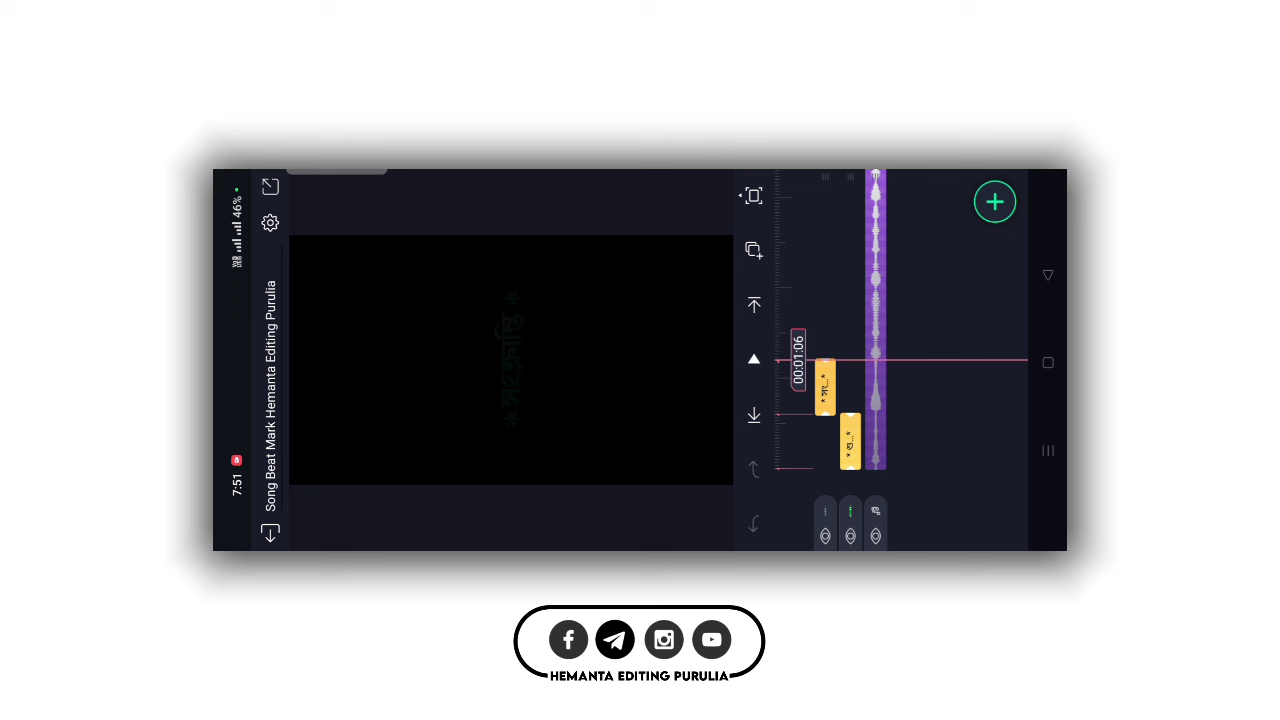 7:51
46%
Song Beat Mark Hemanta Editing Purulia
00:01:06
* সং...*
HEMANTA EDITING PURULIA